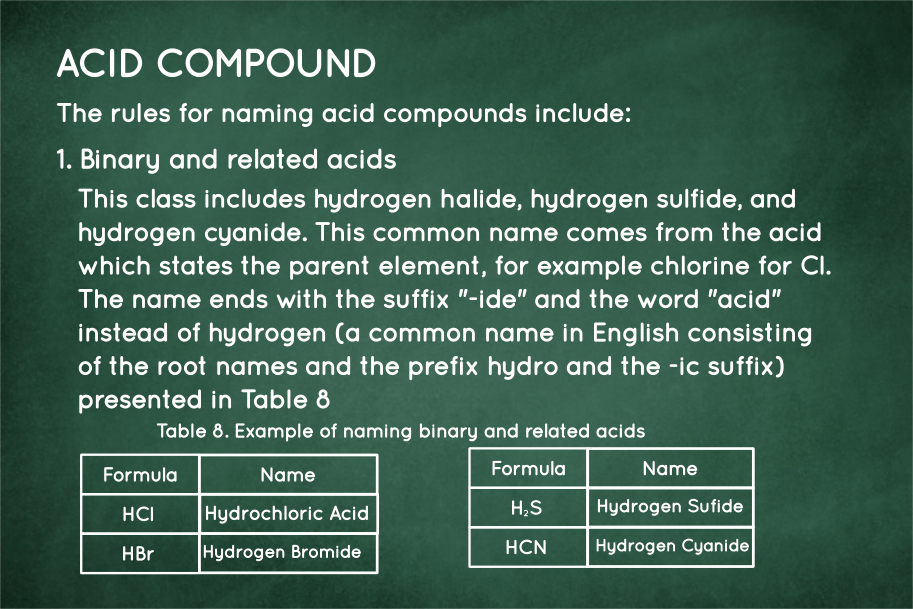 ACID COMPOUND
The rules for naming acid compounds include:
1. Binary and related acids
This class includes hydrogen halide, hydrogen sulfide, and
hydrogen cyanide. This common name comes from the acid
which states the parent element, for example chlorine for Cl.
The name ends with the suffix "-ide" and the word "acid"
instead of hydrogen (a common name in English consisting
of the root names and the prefix hydro and the -ic suffix)
presented in Table 8
Table 8. Example of naming binary and related acids
Formula Name
HCl Hydrochloric Acid
HBr Hydrogen Bromide
Formula Name
H₂S Hydrogen Sufide
HCN Hydrogen Cyanide